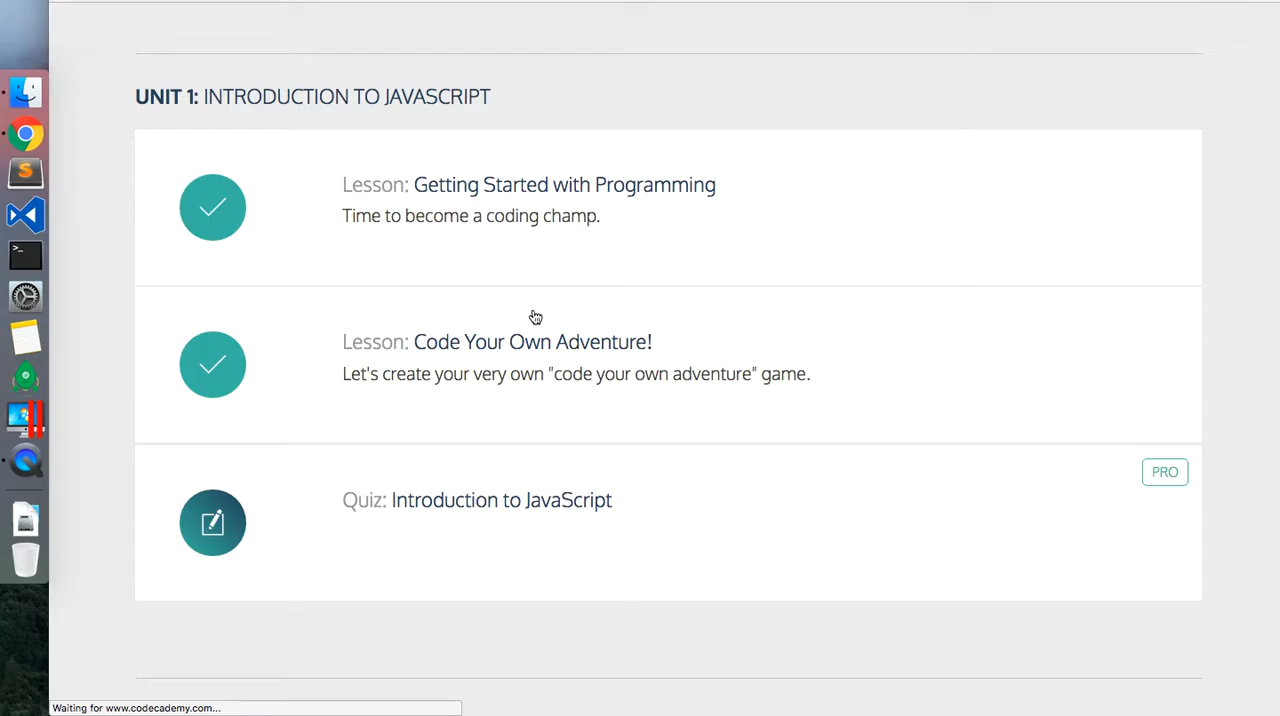 UNIT 1: INTRODUCTION TO JAVASCRIPT
Lesson: Getting Started with Programming
Time to become a coding champ.
Lesson: Code Your Own Adventure!
Let's create your very own "code your own adventure" game.
PRO
Quiz: Introduction to JavaScript
Waiting for www.codecademy.com...